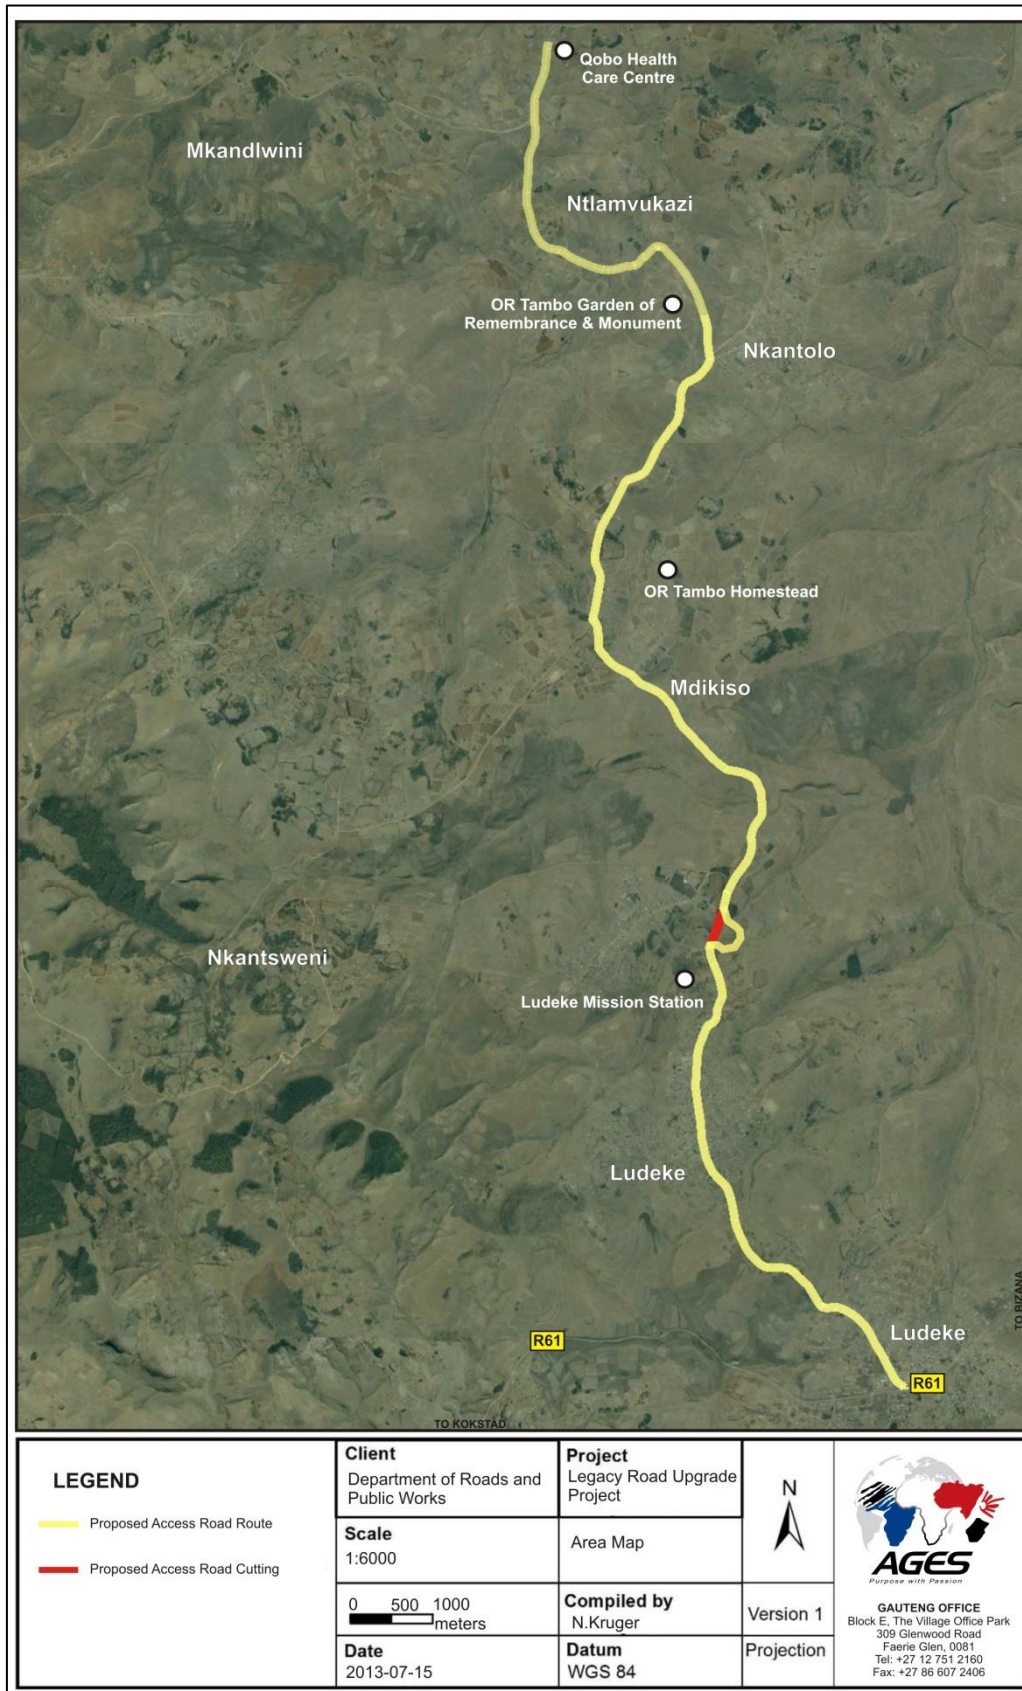 Qobo Health
Care Centre
Mkandlwini
Ntlamvukazi
OR Tambo Garden of
Remembrance & Monument
Nkantolo
OR Tambo Homestead
Mdikiso
Nkantsweni
Ludeke Mission Station
Ludeke
TO BIZANA
Ludeke
R61
R61
TO KOKSTAD
LEGEND
Proposed Access Road Route
Proposed Access Road Cutting
Client
Department of Roads and
Public Works
Project
Legacy Road Upgrade
Project
Scale
1:6000
Area Map
N
0 500 1000
meters
Compiled by
N.Kruger
Version 1
Date
2013-07-15
Datum
WGS 84
Projection
AGES
Purpose with Passion
GAUTENG OFFICE
Block E, The Village Office Park
309 Glenwood Road
Faerie Glen, 0081
Tel: +27 12 751 2160
Fax: +27 86 607 2406